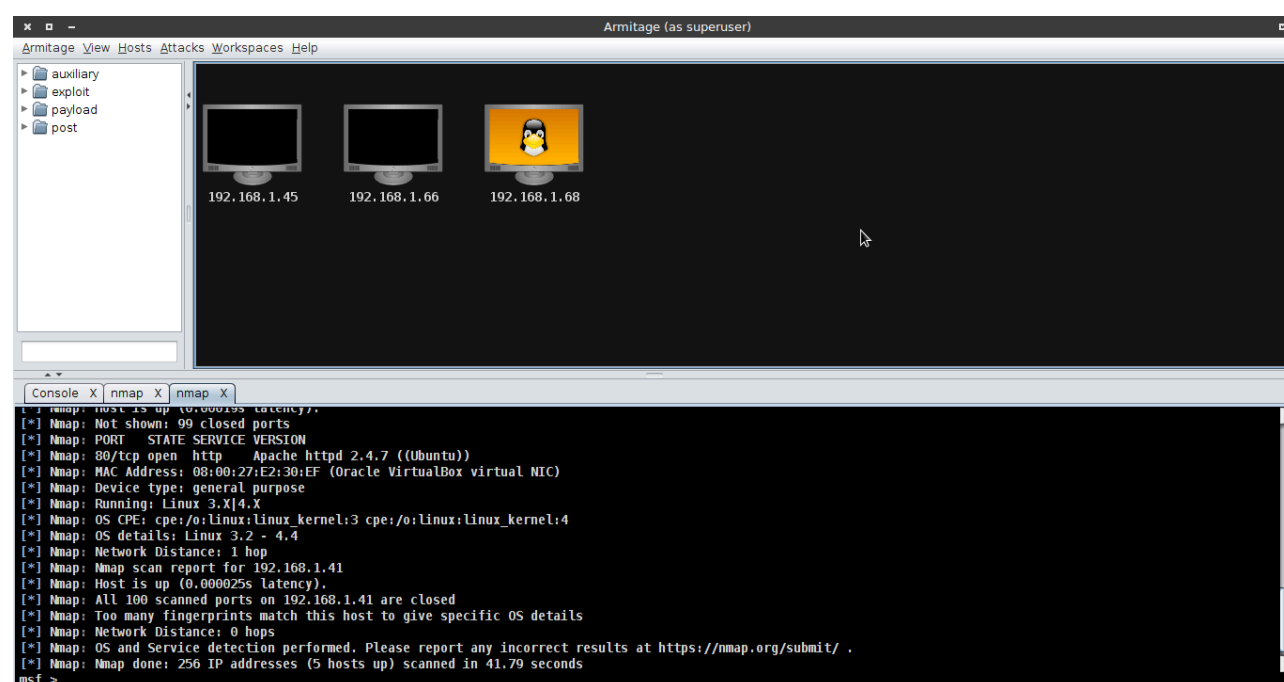 Armitage (as superuser)
Armitage View Hosts Attacks Workspaces Help
auxiliary
exploit
payload
post
192.168.1.45 192.168.1.66 192.168.1.68
Console X nmap X nmap X
[*] Nmap: Host is up (0.00019s latency).
[*] Nmap: Not shown: 99 closed ports
[*] Nmap: PORT STATE SERVICE VERSION
[*] Nmap: 80/tcp open http Apache httpd 2.4.7 ((Ubuntu))
[*] Nmap: MAC Address: 08:00:27:E2:30:EF (Oracle VirtualBox virtual NIC)
[*] Nmap: Device type: general purpose
[*] Nmap: Running: Linux 3.X|4.X
[*] Nmap: OS CPE: cpe:/o:linux:linux_kernel:3 cpe:/o:linux:linux_kernel:4
[*] Nmap: OS details: Linux 3.2 - 4.4
[*] Nmap: Network Distance: 1 hop
[*] Nmap: Nmap scan report for 192.168.1.41
[*] Nmap: Host is up (0.000025s latency).
[*] Nmap: All 100 scanned ports on 192.168.1.41 are closed
[*] Nmap: Too many fingerprints match this host to give specific OS details
[*] Nmap: Network Distance: 0 hops
[*] Nmap: OS and Service detection performed. Please report any incorrect results at https://nmap.org/submit/ .
[*] Nmap: Nmap done: 256 IP addresses (5 hosts up) scanned in 41.79 seconds
msf >